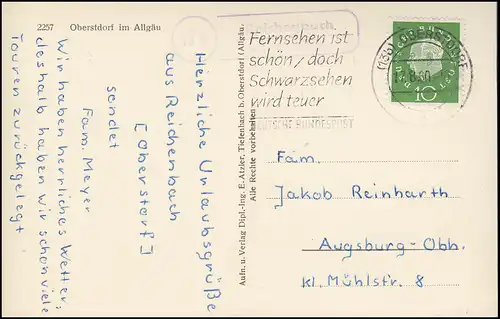 2257 Oberstdorf im Allgäu
Herzliche Urlaubsgrüße
aus Reichenbach
[Oberstorf]
sendet
Fam. Meyer
Wir haben herrliches Wetter,
deshalb haben wir schon viele
Touren zurückgelegt
Aufn. u. Verlag Dipl.-Ing. E. Atzler, Tiefenbach b. Oberstdorf (Allgäu)
Alle Rechte vorbehalten
Fernsehen ist
schön, doch
Schwarzsehen
wird teuer
DEUTSCHE BUNDESPOST
(13b) OBERSTDORF
10
Fam.
Jakob Reinharth
Augsburg-Obh.
Kl. Mühlstr. 8